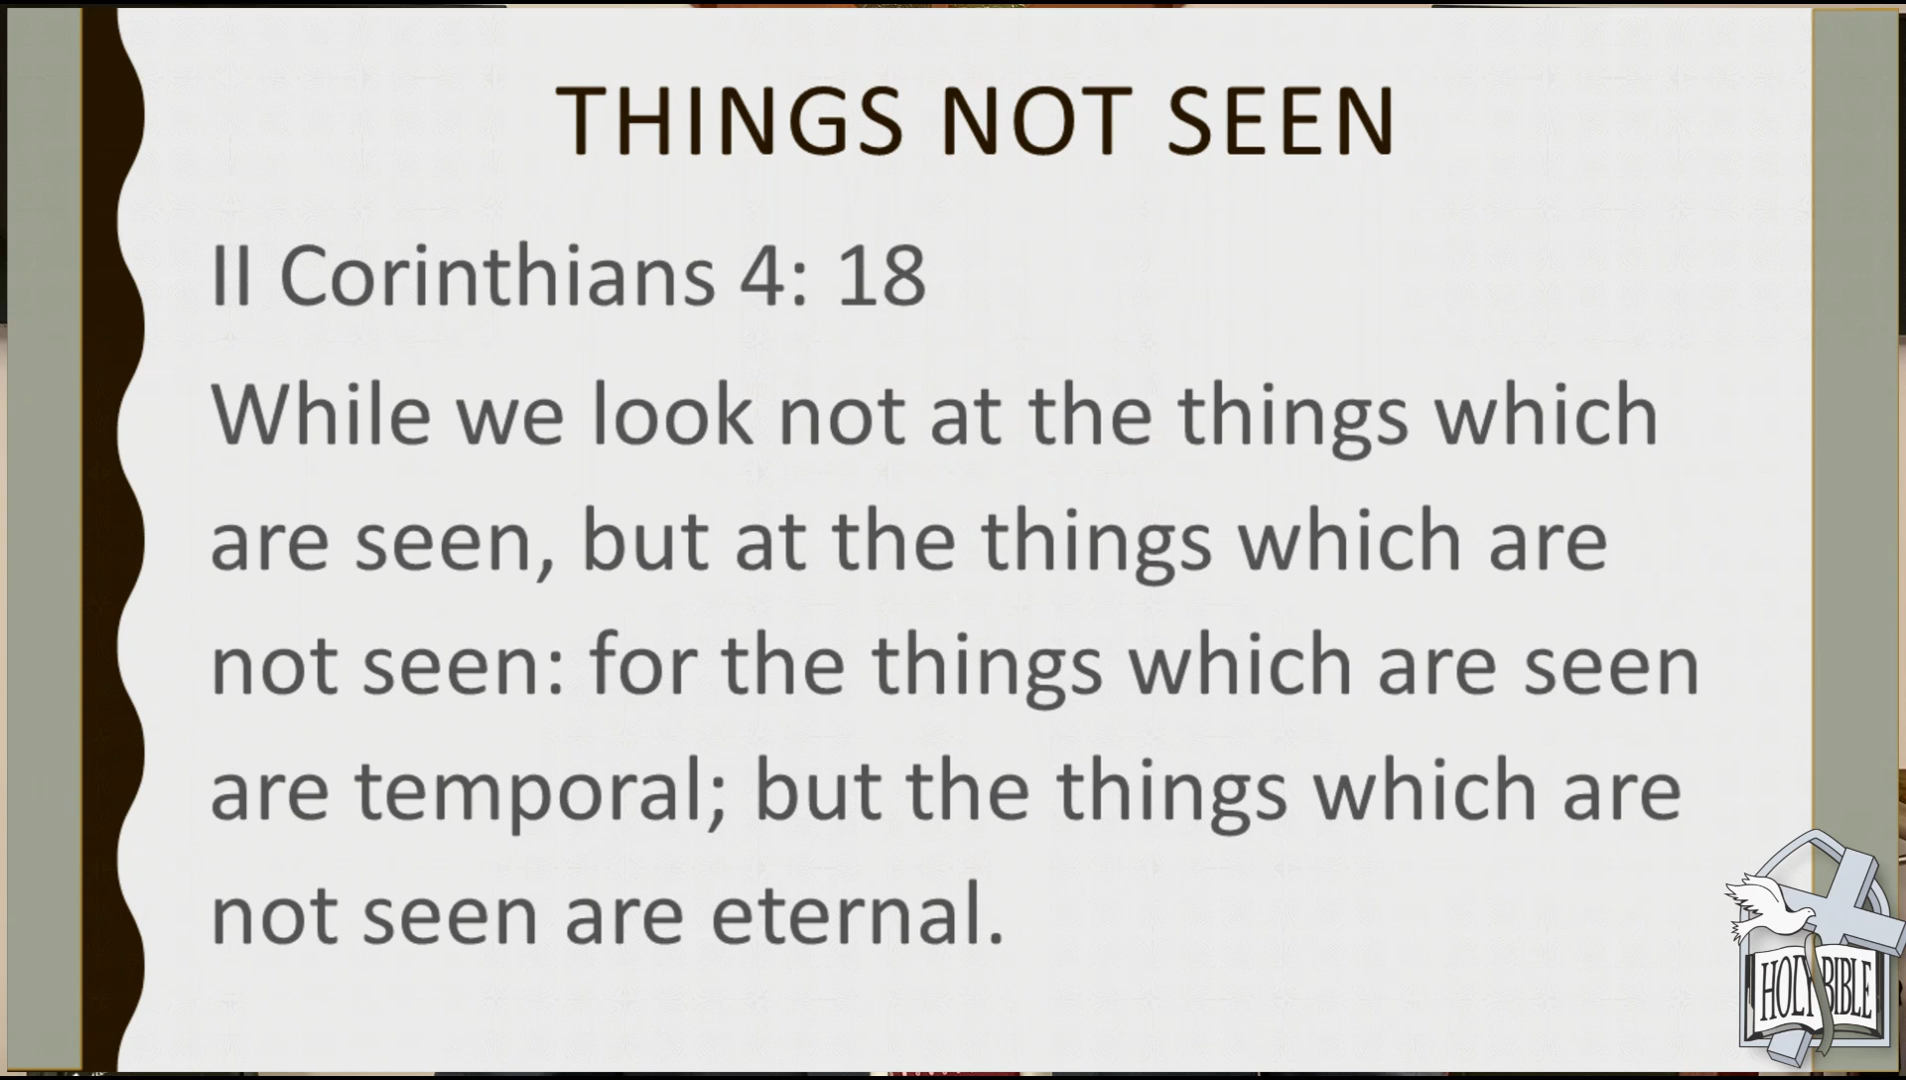 THINGS NOT SEEN
II Corinthians 4: 18
While we look not at the things which
are seen, but at the things which are
not seen: for the things which are seen
are temporal; but the things which are
not seen are eternal.
HOLY BIBLE